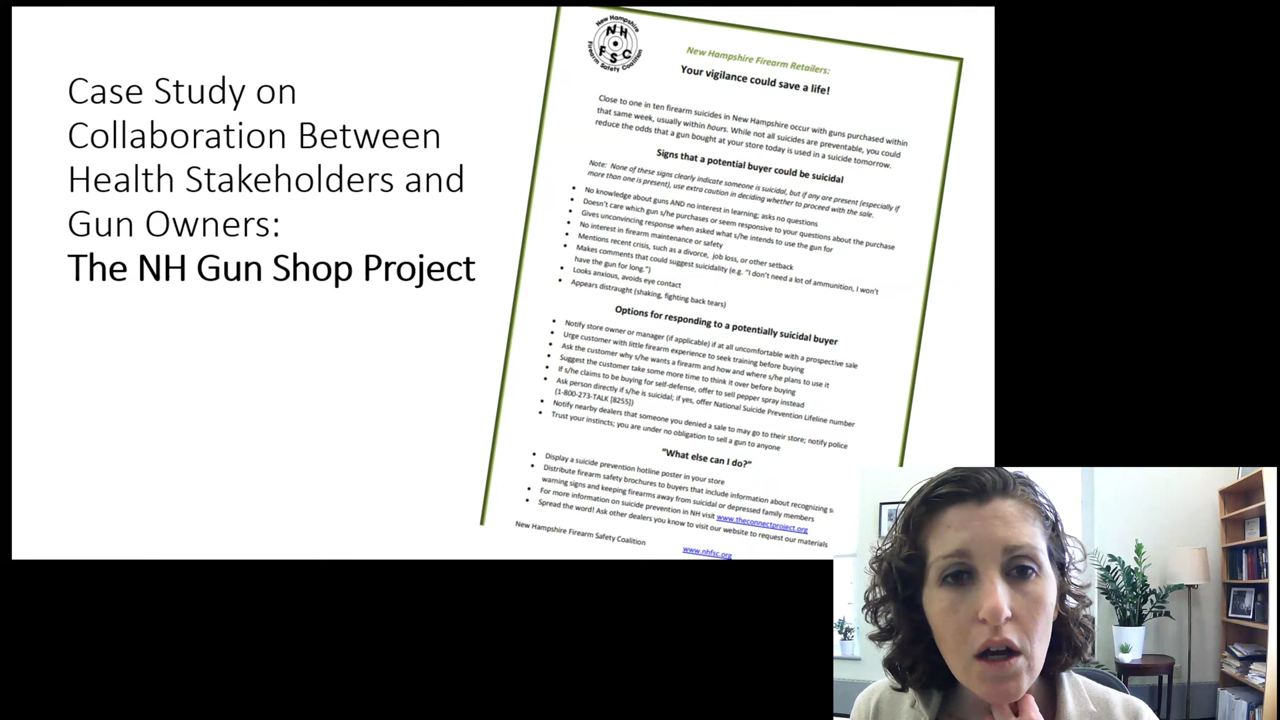 Case Study on
Collaboration Between
Health Stakeholders and
Gun Owners:
The NH Gun Shop Project
New Hampshire
NH
FSC
Firearm Safety Coalition
New Hampshire Firearm Retailers:
Your vigilance could save a life!
Close to one in ten firearm suicides in New Hampshire occur with guns purchased within
that same week, usually within hours. While not all suicides are preventable, you could
reduce the odds that a gun bought at your store today is used in a suicide tomorrow.
Signs that a potential buyer could be suicidal
Note: None of these signs clearly indicate someone is suicidal, but if any are present (especially if
more than one is present), use extra caution in deciding whether to proceed with the sale.
• No knowledge about guns AND no interest in learning; asks no questions
• Doesn't care which gun s/he purchases or seem responsive to your questions about the purchase
• Gives unconvincing response when asked what s/he intends to use the gun for
• No interest in firearm maintenance or safety
• Mentions recent crisis, such as a divorce, job loss, or other setback
• Makes comments that could suggest suicidality (e.g. "I don't need a lot of ammunition, I won't
have the gun for long.")
• Looks anxious, avoids eye contact
• Appears distraught (shaking, fighting back tears)
Options for responding to a potentially suicidal buyer
• Notify store owner or manager (if applicable) if at all uncomfortable with a prospective sale
• Urge customer with little firearm experience to seek training before buying
• Ask the customer why s/he wants a firearm and how and where s/he plans to use it
• Suggest the customer take some more time to think it over before buying
• If s/he claims to be buying for self-defense, offer to sell pepper spray instead
• Ask person directly if s/he is suicidal; if yes, offer National Suicide Prevention Lifeline number
(1-800-273-TALK [8255])
• Notify nearby dealers that someone you denied a sale to may go to their store; notify police
• Trust your instincts; you are under no obligation to sell a gun to anyone
"What else can I do?"
• Display a suicide prevention hotline poster in your store
• Distribute firearm safety brochures to buyers that include information about recognizing s
warning signs and keeping firearms away from suicidal or depressed family members
• For more information on suicide prevention in NH visit www.theconnectproject.org
• Spread the word! Ask other dealers you know to visit our website to request our materials
New Hampshire Firearm Safety Coalition
www.nhfsc.org